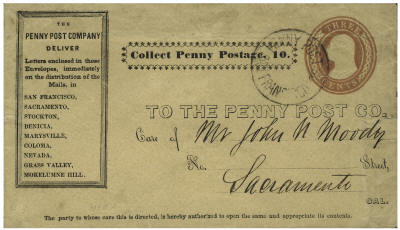 THE
PENNY POST COMPANY
DELIVER
Letters enclosed in these
Envelopes, immediately
on the distribution of the
Mails, in
SAN FRANCISCO,
SACRAMENTO,
STOCKTON,
BENICIA,
MARYSVILLE,
COLOMA,
NEVADA,
GRASS VALLEY,
MOKELUMNE HILL.
Collect Penny Postage, 10.
THREE
CENTS
PENNY
TO THE PENNY POST CO.
Care of Mr John N Moody
No. Street,
Sacramento
CAL.
The party to whose care this is directed, is hereby authorized to open the same and appropriate its contents.